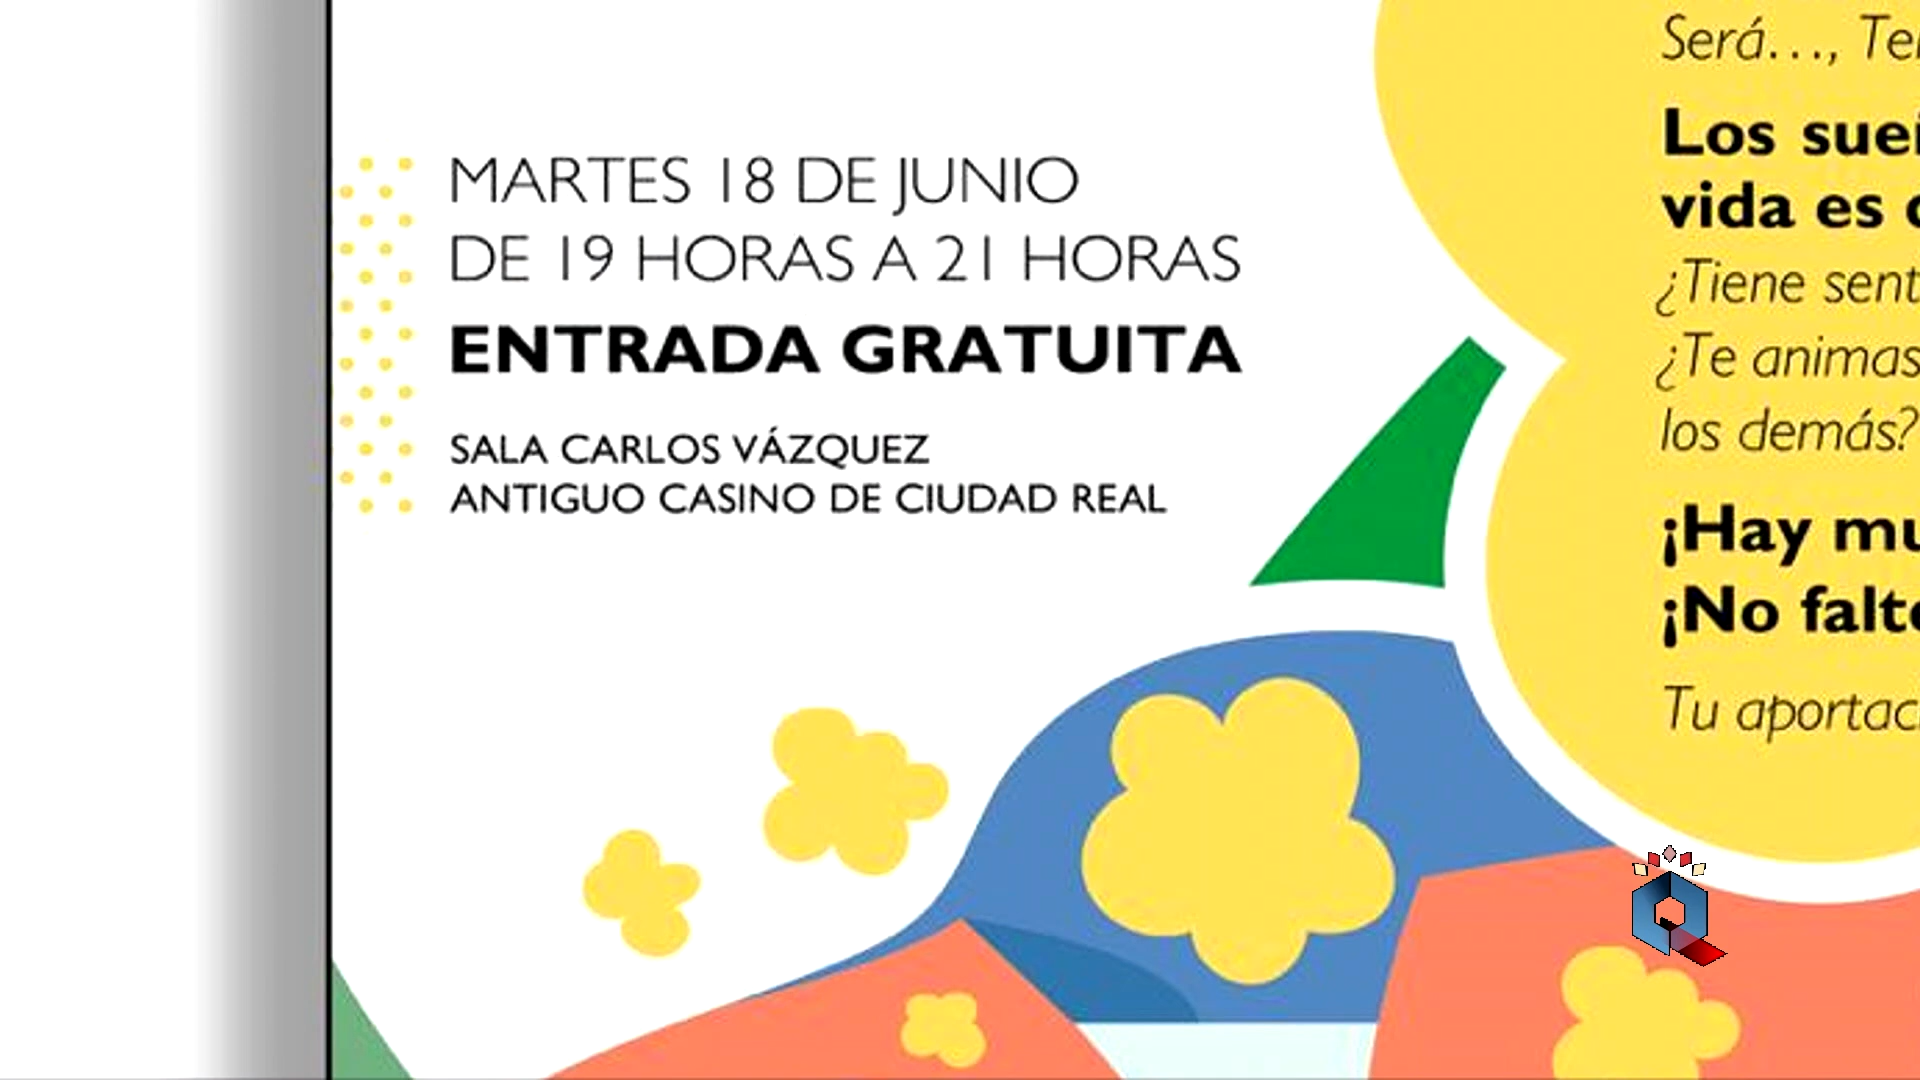 MARTES 18 DE JUNIO
DE 19 HORAS A 21 HORAS
ENTRADA GRATUITA
SALA CARLOS VÁZQUEZ
ANTIGUO CASINO DE CIUDAD REAL
Será...,
Los
vida es
¿Tiene
¿Te animas
los demás?
¡Hay
¡No
Tu